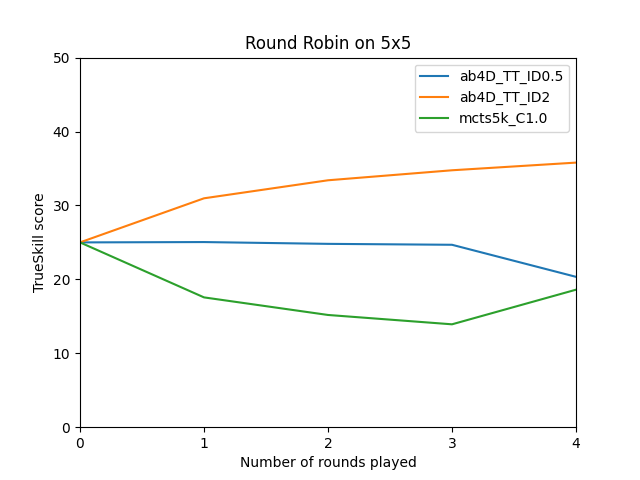 Round Robin on 5x5
TrueSkill score
50
40
30
20
10
0
ab4D_TT_ID0.5
ab4D_TT_ID2
mcts5k_C1.0
0 1 2 3 4
Number of rounds played